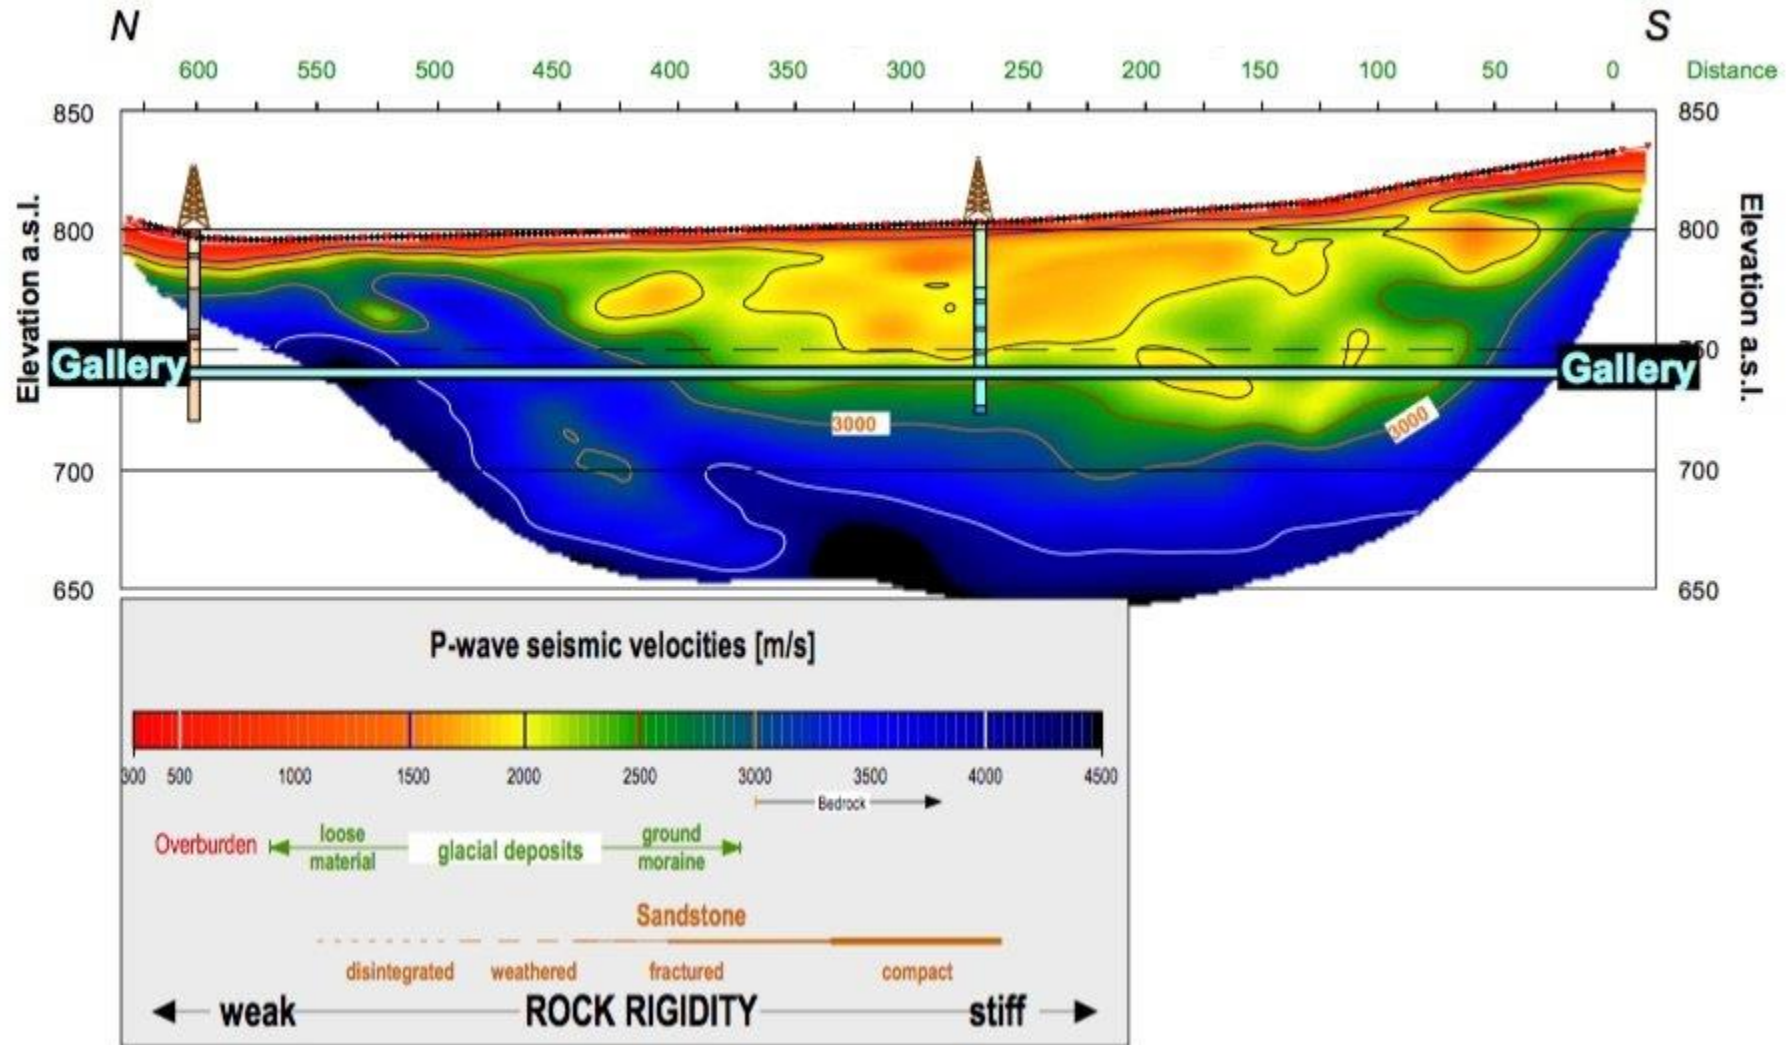 N S
600 550 500 450 400 350 300 250 200 150 100 50 0 Distance
850 850
800 800
Elevation a.s.l. Elevation a.s.l.
750
Gallery Gallery
3000 3000
700 700
650 650
P-wave seismic velocities [m/s]
300 500 1000 1500 2000 2500 3000 3500 4000 4500
Bedrock
Overburden loose material glacial deposits ground moraine
Sandstone
disintegrated weathered fractured compact
weak ROCK RIGIDITY stiff